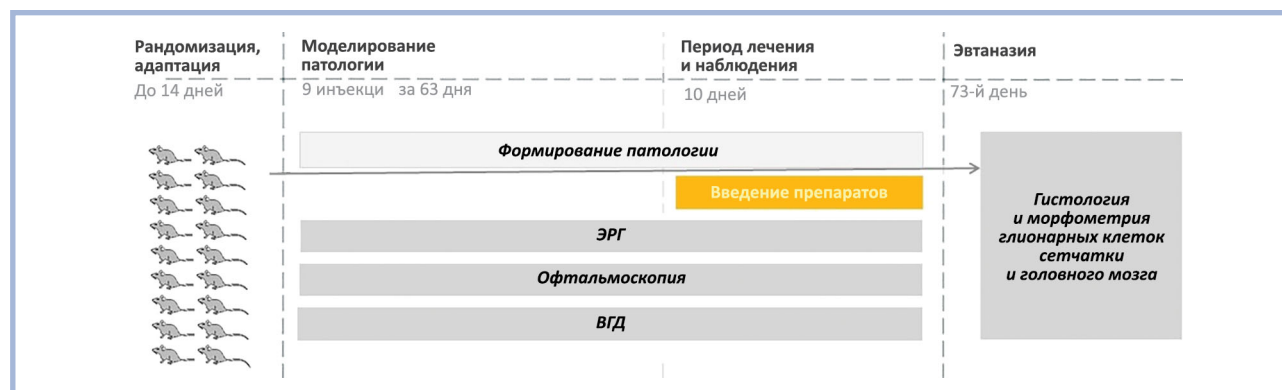 Рандомизация,
адаптация
До 14 дней
Моделирование
патологии
9 инъекци за 63 дня
Период лечения
и наблюдения
10 дней
Эвтаназия
73-й день
Формирование патологии
Введение препаратов
ЭРГ
Офтальмоскопия
ВГД
Гистология
и морфометрия
глионарных клеток
сетчатки
и головного мозга